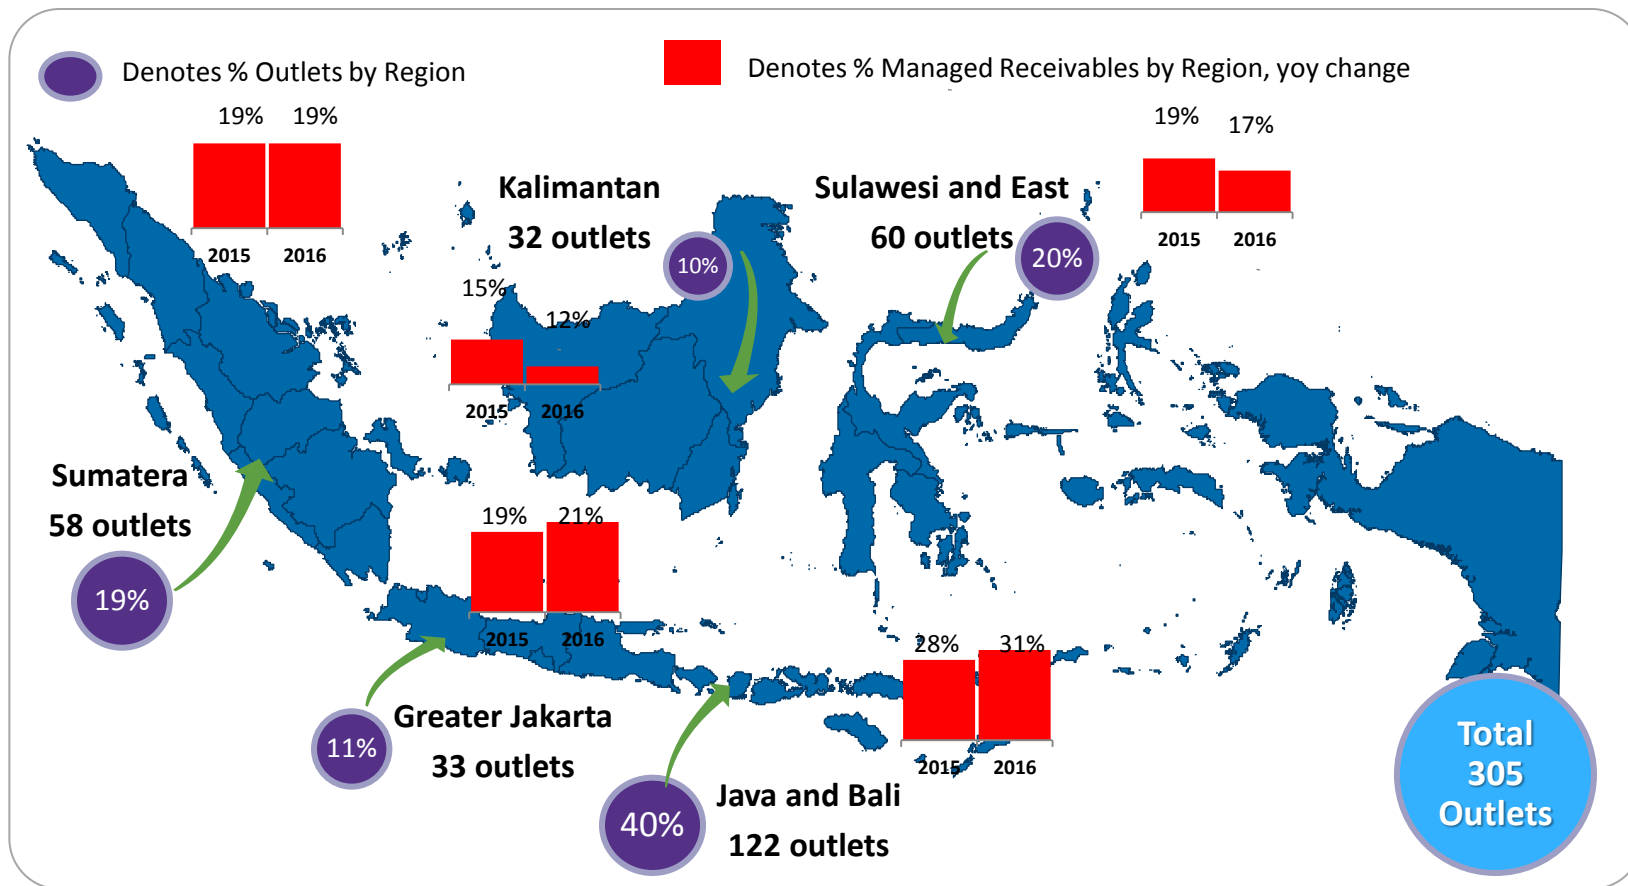 Denotes % Outlets by Region
Denotes % Managed Receivables by Region, yoy change
19% 19%
2015 2016
Kalimantan
32 outlets
10%
15%
12%
2015 2016
Sulawesi and East
60 outlets
20%
19%
17%
2015 2016
Sumatera
58 outlets
19%
19%
21%
2015 2016
Greater Jakarta
33 outlets
11%
28%
31%
2015 2016
Java and Bali
122 outlets
40%
Total
305
Outlets